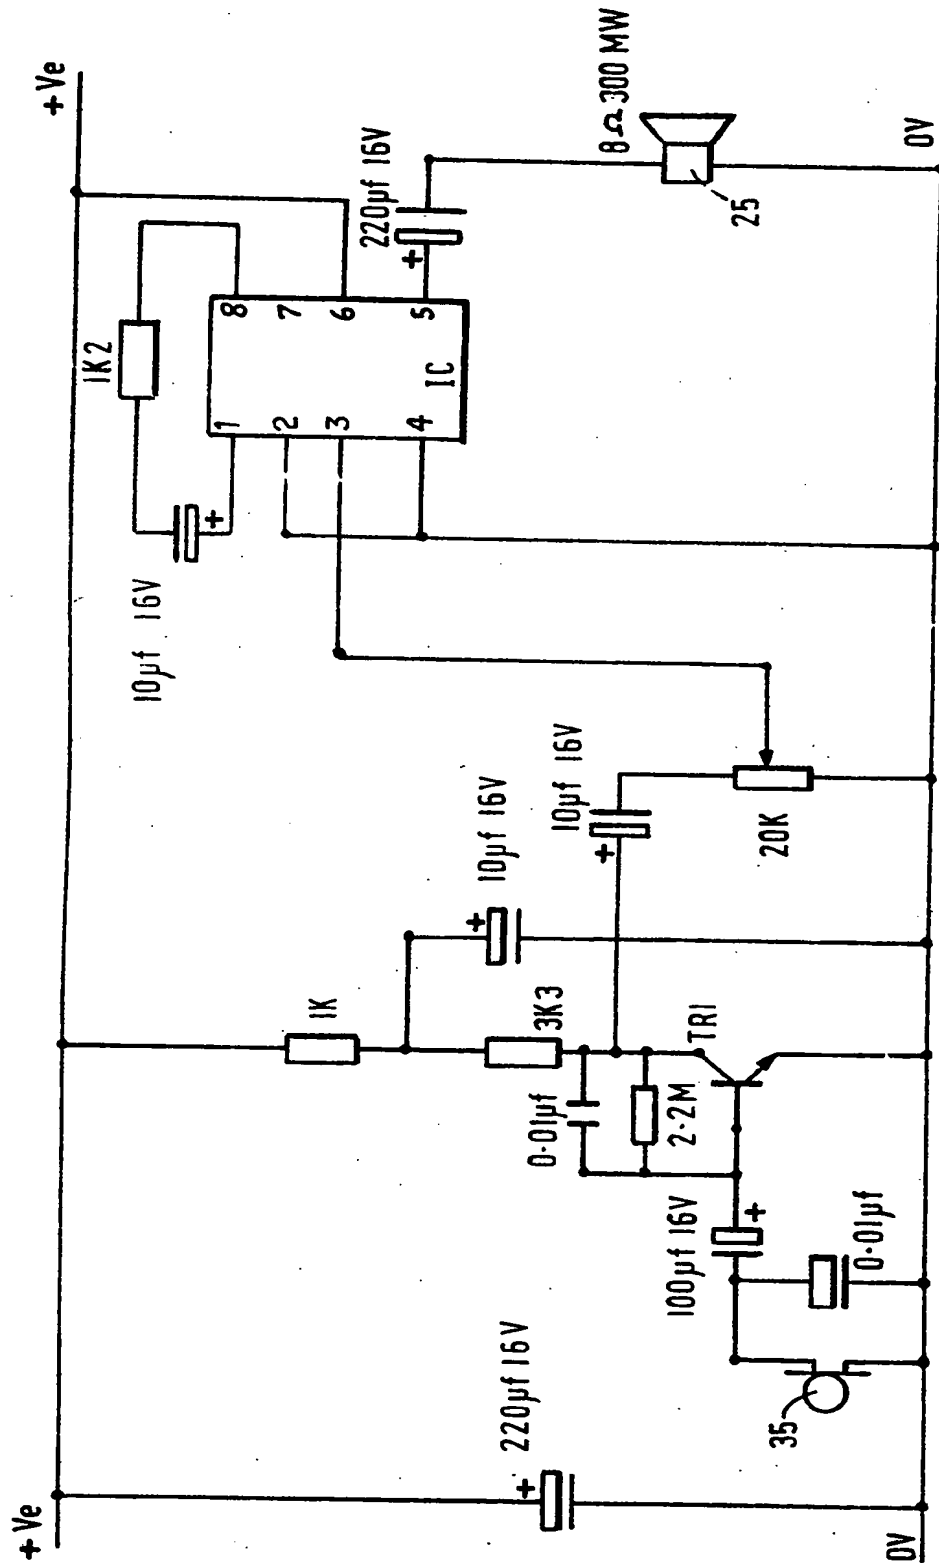 +Ve
+Ve
1K2
10µf 16V
1
2
3
4
8
7
6
5
IC
220µf 16V
8Ω 300 MW
25
0V
1K
10µf 16V
3K3
10µf 16V
0·01µf
2·2M
TR1
20K
100µf 16V
0·01µf
220µf 16V
35
0V
+
+
+
+
+
+